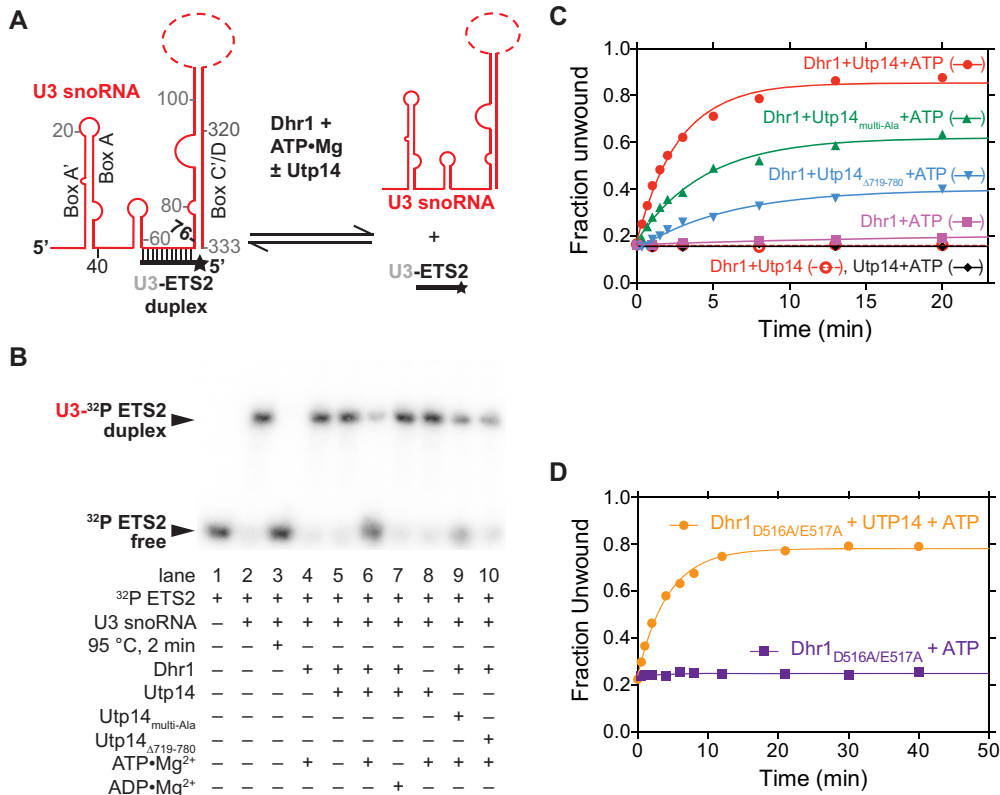 A
U3 snoRNA
100
20
Box A
Box A'
320
Box C'/D
80
76
60
5'
40
333
5'
U3-ETS2
duplex
Dhr1 +
ATP•Mg
± Utp14
U3 snoRNA
+
U3-ETS2
B
U3-³²P ETS2
duplex
³²P ETS2
free
lane 1 2 3 4 5 6 7 8 9 10
³²P ETS2 + + + + + + + + + +
U3 snoRNA – + + + + + + + + +
95 °C, 2 min – – + – – – – – – –
Dhr1 – – – + + + + – + +
Utp14 – – – – + + + + – –
Utp14multi-Ala – – – – – – – – + –
Utp14Δ719-780 – – – – – – – – – +
ATP•Mg²⁺ – – – + – + – + + +
ADP•Mg²⁺ – – – – – – + – – –
C
Fraction unwound
1.0
0.8
0.6
0.4
0.2
0.0
Dhr1+Utp14+ATP
Dhr1+Utp14multi-Ala+ATP
Dhr1+Utp14Δ719-780+ATP
Dhr1+ATP
Dhr1+Utp14, Utp14+ATP
0 5 10 15 20
Time (min)
D
Fraction Unwound
1.0
0.8
0.6
0.4
0.2
0.0
Dhr1D516A/E517A + UTP14 + ATP
Dhr1D516A/E517A + ATP
0 10 20 30 40 50
Time (min)